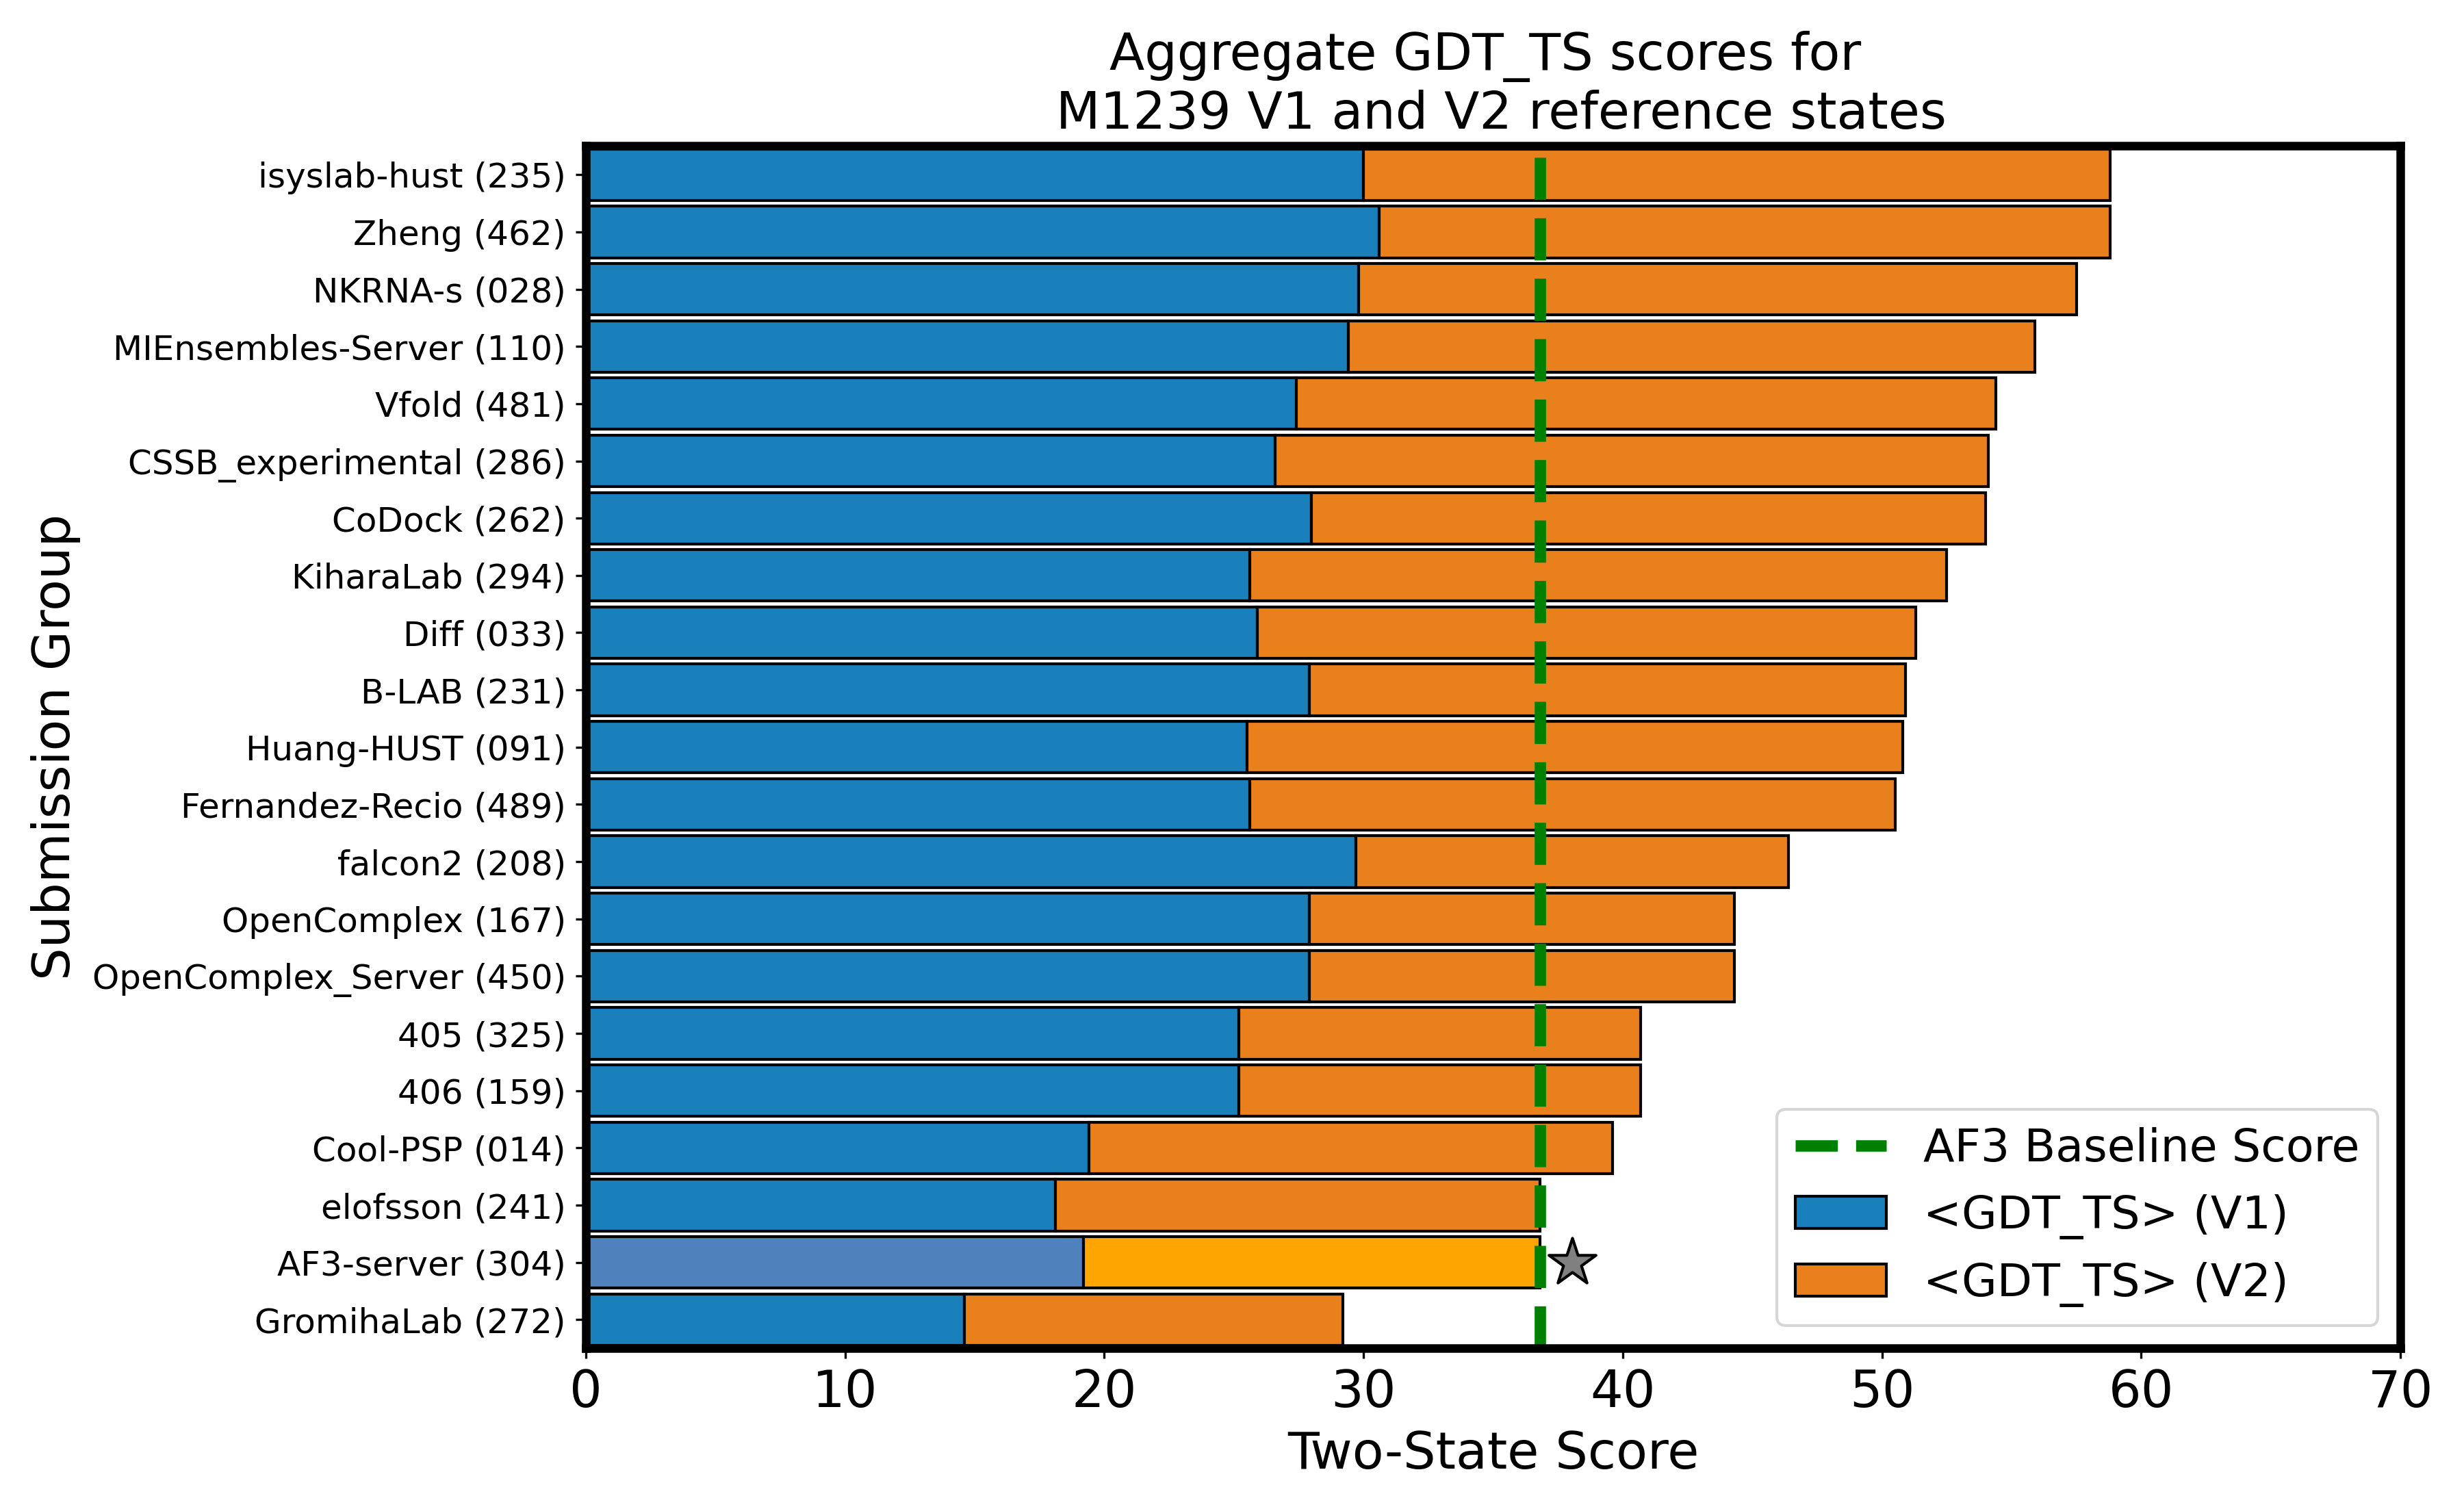 Aggregate GDT_TS scores for
M1239 V1 and V2 reference states
Submission Group
isyslab-hust (235)
Zheng (462)
NKRNA-s (028)
MIEnsembles-Server (110)
Vfold (481)
CSSB_experimental (286)
CoDock (262)
KiharaLab (294)
Diff (033)
B-LAB (231)
Huang-HUST (091)
Fernandez-Recio (489)
falcon2 (208)
OpenComplex (167)
OpenComplex_Server (450)
405 (325)
406 (159)
Cool-PSP (014)
elofsson (241)
AF3-server (304)
GromihaLab (272)
AF3 Baseline Score
<GDT_TS> (V1)
<GDT_TS> (V2)
0 10 20 30 40 50 60 70
Two-State Score